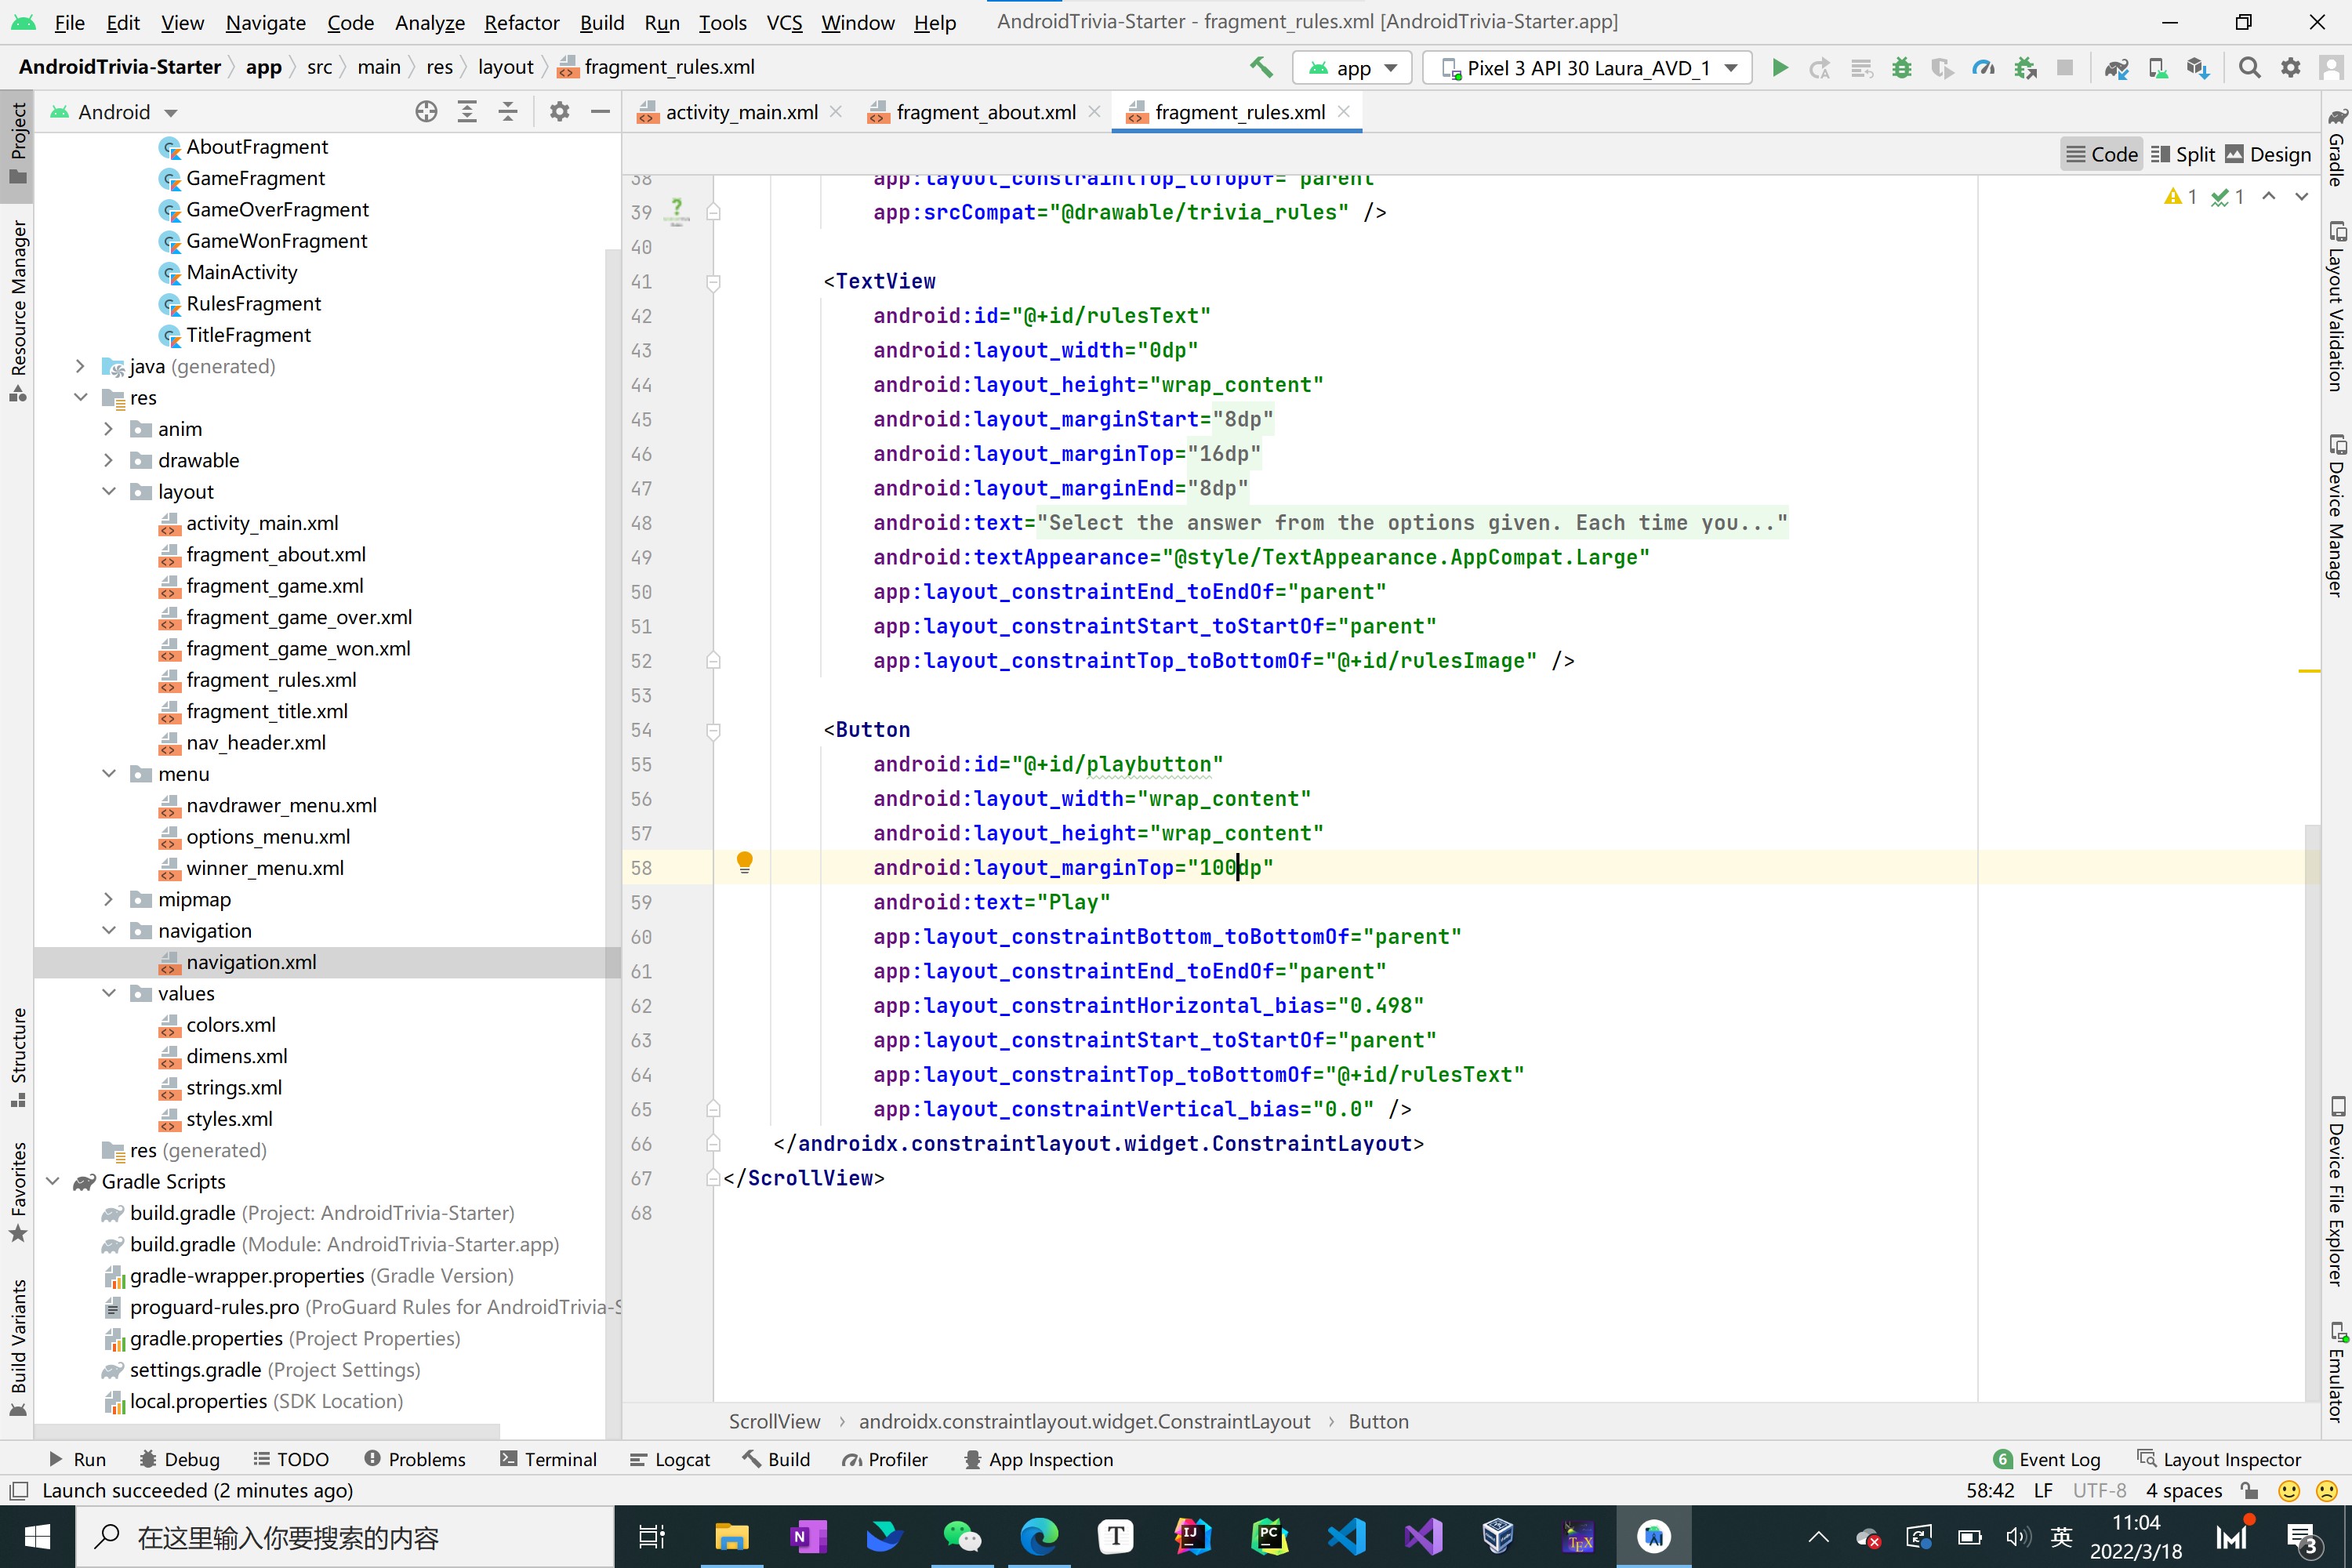 File Edit View Navigate Code Analyze Refactor Build Run Tools VCS Window Help AndroidTrivia-Starter - fragment_rules.xml [AndroidTrivia-Starter.app]
AndroidTrivia-Starter app src main res layout fragment_rules.xml app Pixel 3 API 30 Laura_AVD_1
Android activity_main.xml fragment_about.xml fragment_rules.xml
Code Split Design
Project
Resource Manager
Structure
Favorites
Build Variants
AboutFragment
GameFragment
GameOverFragment
GameWonFragment
MainActivity
RulesFragment
TitleFragment
java (generated)
res
anim
drawable
layout
activity_main.xml
fragment_about.xml
fragment_game.xml
fragment_game_over.xml
fragment_game_won.xml
fragment_rules.xml
fragment_title.xml
nav_header.xml
menu
navdrawer_menu.xml
options_menu.xml
winner_menu.xml
mipmap
navigation
navigation.xml
values
colors.xml
dimens.xml
strings.xml
styles.xml
res (generated)
Gradle Scripts
build.gradle (Project: AndroidTrivia-Starter)
build.gradle (Module: AndroidTrivia-Starter.app)
gradle-wrapper.properties (Gradle Version)
proguard-rules.pro (ProGuard Rules for AndroidTrivia-S
gradle.properties (Project Properties)
settings.gradle (Project Settings)
local.properties (SDK Location)
1 1
38 app:layout_constraintTop_toTopOf="parent"
39 app:srcCompat="@drawable/trivia_rules" />
40
41 <TextView
42 android:id="@+id/rulesText"
43 android:layout_width="0dp"
44 android:layout_height="wrap_content"
45 android:layout_marginStart="8dp"
46 android:layout_marginTop="16dp"
47 android:layout_marginEnd="8dp"
48 android:text="Select the answer from the options given. Each time you..."
49 android:textAppearance="@style/TextAppearance.AppCompat.Large"
50 app:layout_constraintEnd_toEndOf="parent"
51 app:layout_constraintStart_toStartOf="parent"
52 app:layout_constraintTop_toBottomOf="@+id/rulesImage" />
53
54 <Button
55 android:id="@+id/playbutton"
56 android:layout_width="wrap_content"
57 android:layout_height="wrap_content"
58 android:layout_marginTop="100dp"
59 android:text="Play"
60 app:layout_constraintBottom_toBottomOf="parent"
61 app:layout_constraintEnd_toEndOf="parent"
62 app:layout_constraintHorizontal_bias="0.498"
63 app:layout_constraintStart_toStartOf="parent"
64 app:layout_constraintTop_toBottomOf="@+id/rulesText"
65 app:layout_constraintVertical_bias="0.0" />
66 </androidx.constraintlayout.widget.ConstraintLayout>
67 </ScrollView>
68
ScrollView › androidx.constraintlayout.widget.ConstraintLayout › Button
Gradle
Layout Validation
Device Manager
Device File Explorer
Emulator
Run Debug TODO Problems Terminal Logcat Build Profiler App Inspection 6 Event Log Layout Inspector
Launch succeeded (2 minutes ago) 58:42 LF UTF-8 4 spaces
在这里输入你要搜索的内容 英 11:04
2022/3/18 3